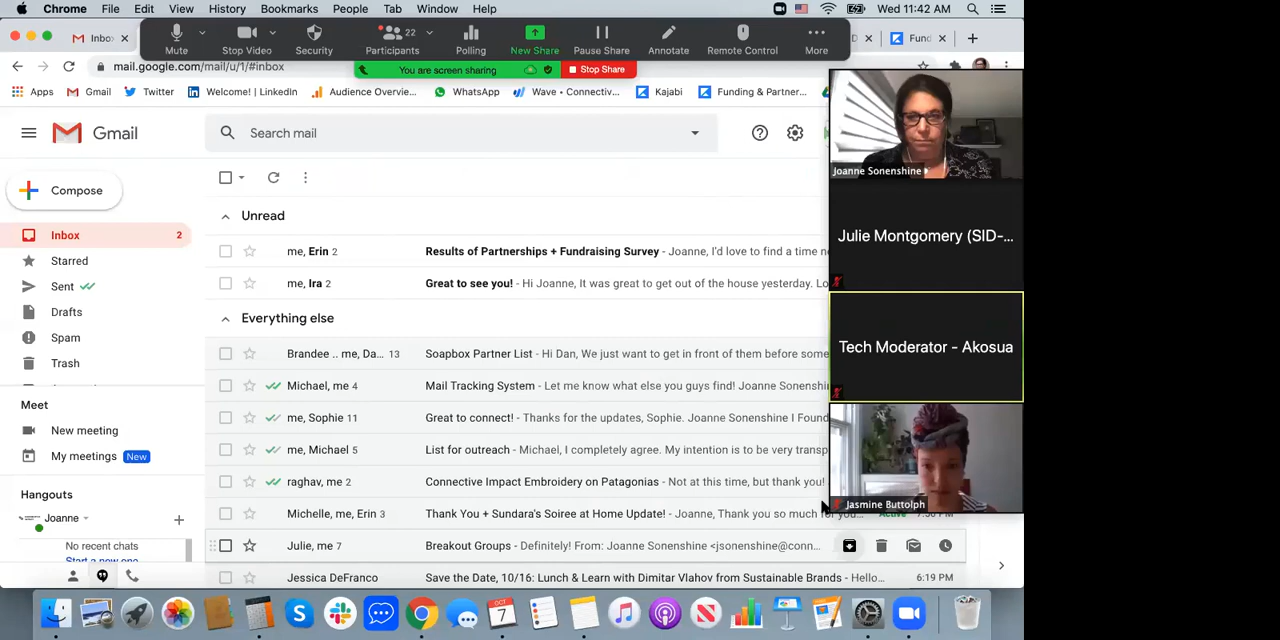 Chrome File Edit View History Bookmarks People Tab Window Help Wed 11:42 AM
Inbo
Mute Stop Video Security Participants 22 Polling New Share Pause Share Annotate Remote Control More
Fund
mail.google.com/mail/u/1/#inbox
You are screen sharing Stop Share
Apps Gmail Twitter Welcome! | LinkedIn Audience Overvie... WhatsApp Wave • Connectiv... Kajabi Funding & Partner...
Gmail Search mail
Compose
Unread
Inbox 2
me, Erin 2 Results of Partnerships + Fundraising Survey - Joanne, I'd love to find a time
Starred
me, Ira 2 Great to see you! - Hi Joanne, It was great to get out of the house yesterday.
Sent
Drafts
Everything else
Spam
Brandee .. me, Da... 13 Soapbox Partner List - Hi Dan, We just want to get in front of them before some
Trash
Michael, me 4 Mail Tracking System - Let me know what else you guys find! Joanne Sonenshin
Meet
me, Sophie 11 Great to connect! - Thanks for the updates, Sophie. Joanne Sonenshine I Found
New meeting
me, Michael 5 List for outreach - Michael, I completely agree. My intention is to be very transp
My meetings New
raghav, me 2 Connective Impact Embroidery on Patagonias - Not at this time, but thank you!
Hangouts
Michelle, me, Erin 3 Thank You + Sundara's Soiree at Home Update! - Joanne, Thank you so much for you...
Joanne
Julie, me 7 Breakout Groups - Definitely! From: Joanne Sonenshine <jsonenshine@conn...
No recent chats
Start a new one
Jessica DeFranco Save the Date, 10/16: Lunch & Learn with Dimitar Vlahov from Sustainable Brands - Hello... 6:19 PM
Joanne Sonenshine
Julie Montgomery (SID-...
Tech Moderator - Akosua
Jasmine Buttolph
OCT
7